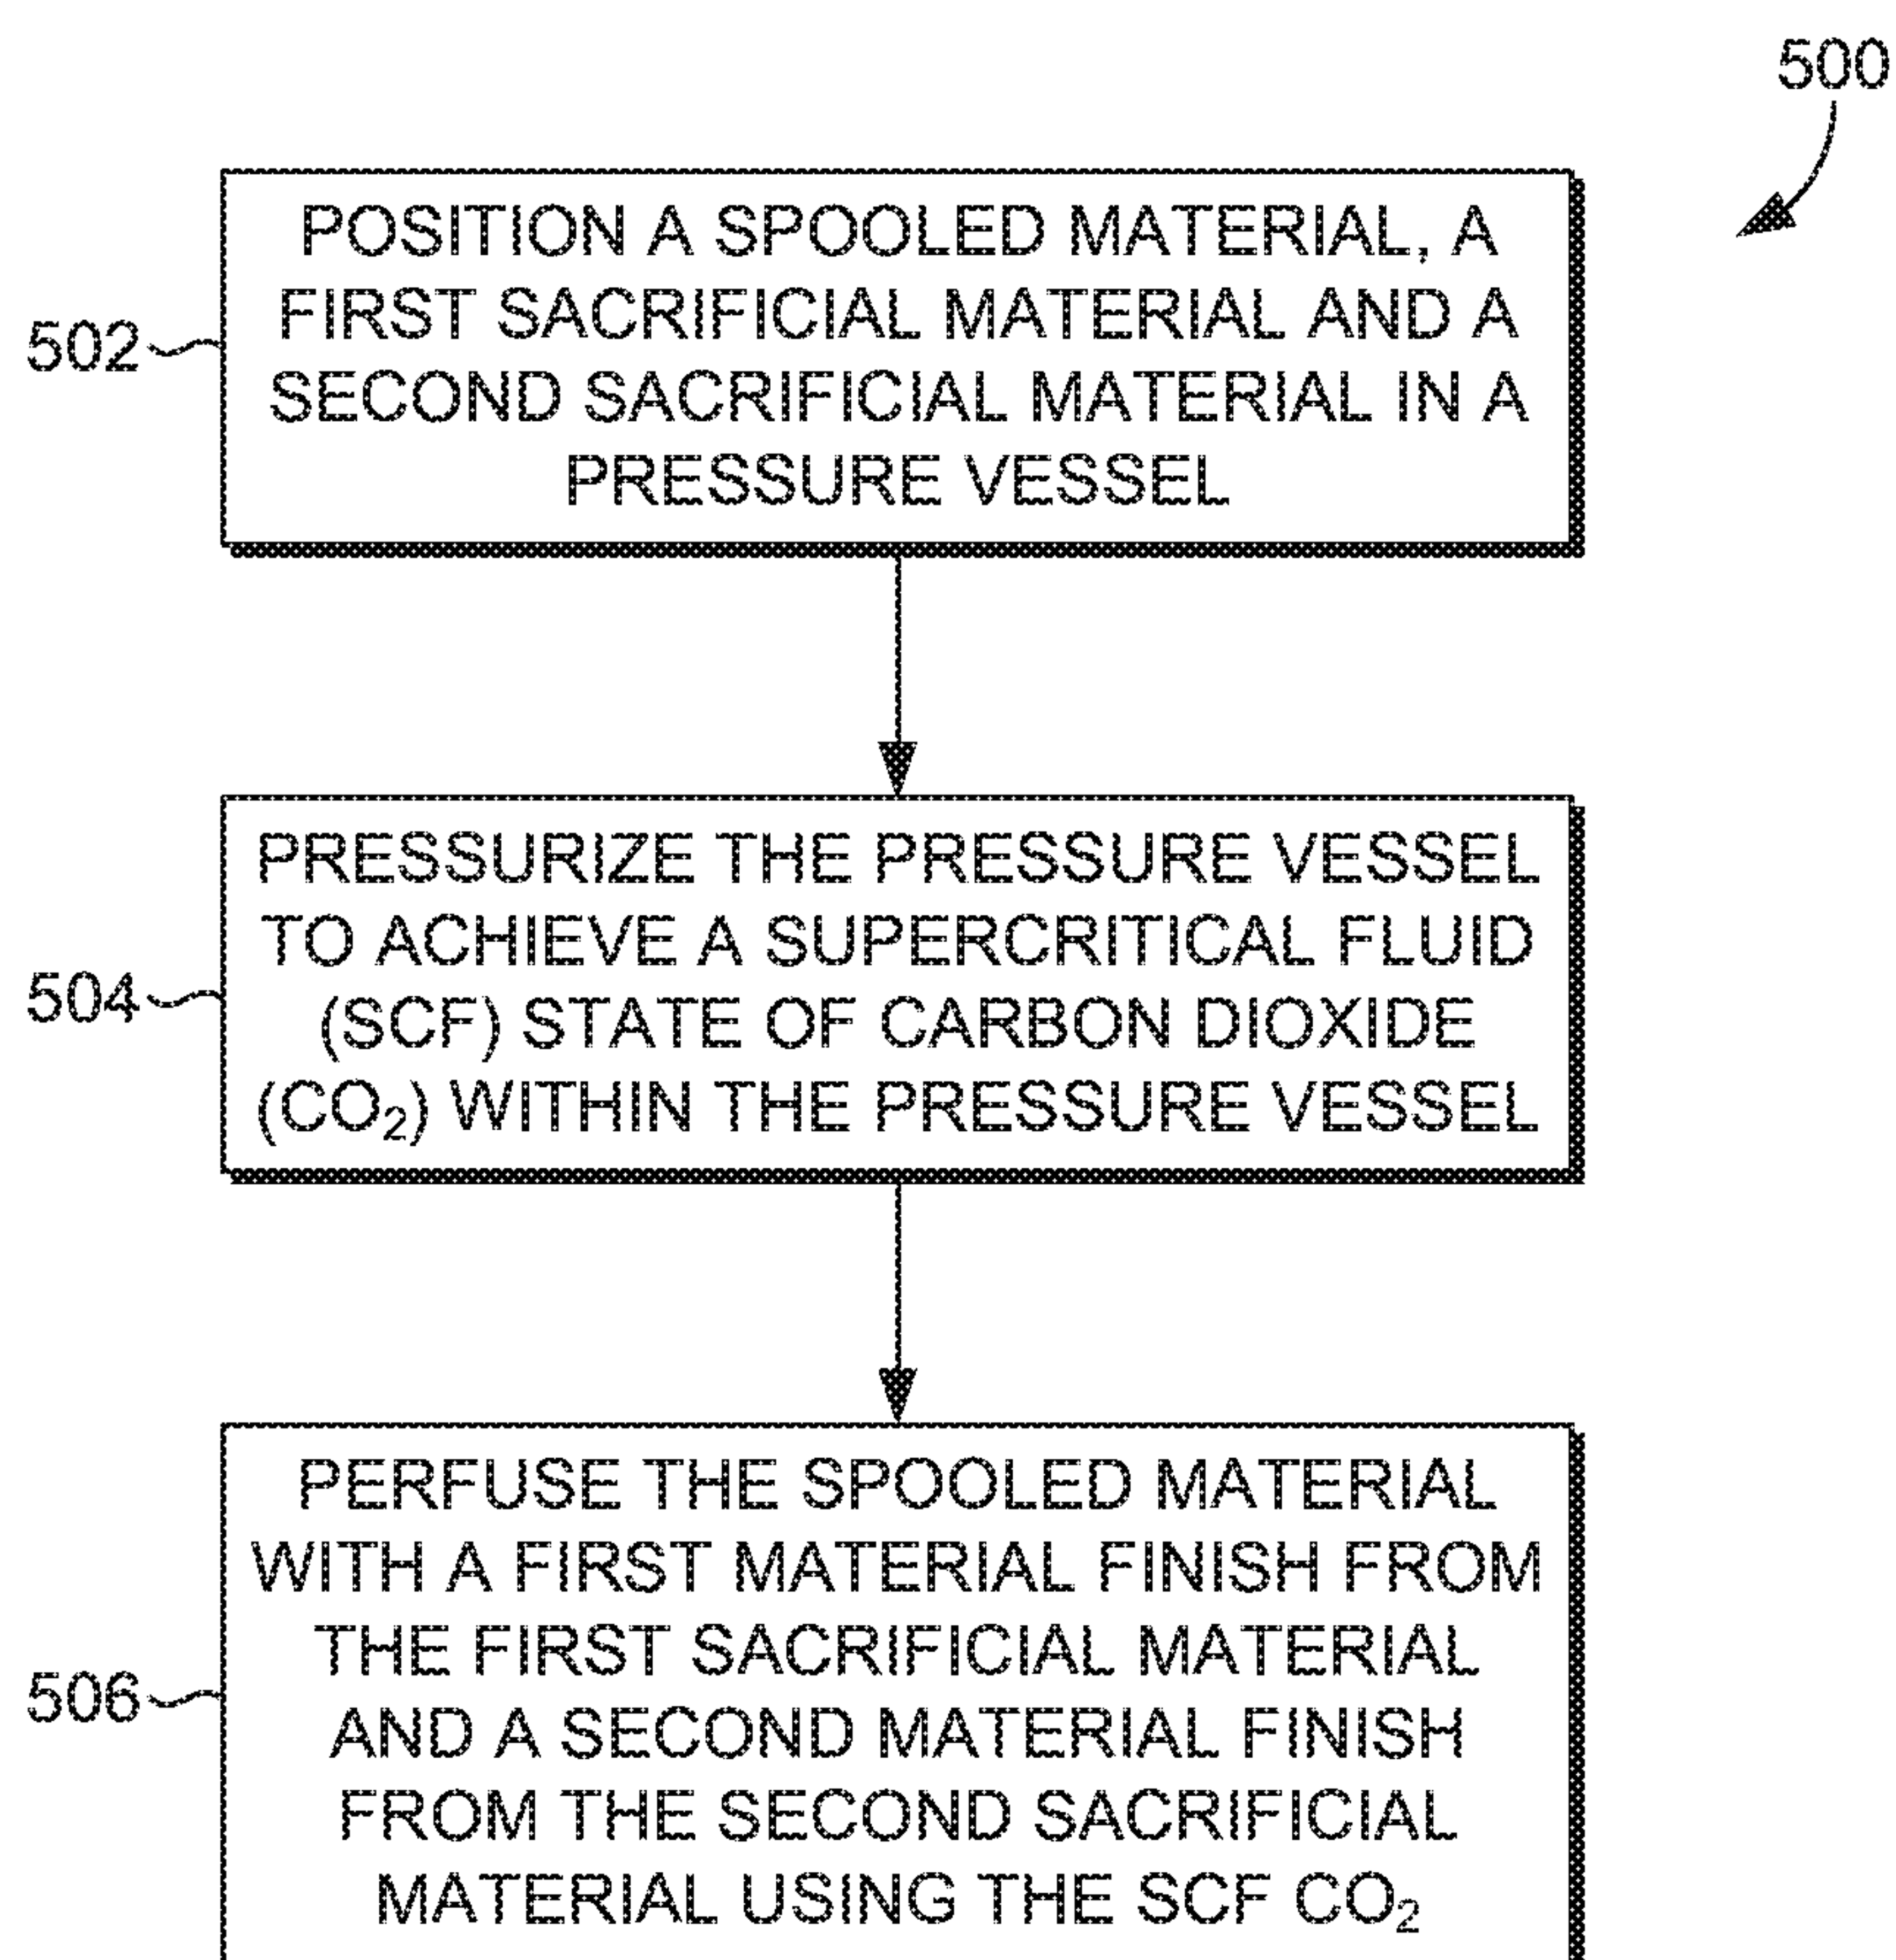 500
POSITION A SPOOLED MATERIAL, A
FIRST SACRIFICIAL MATERIAL AND A
502
SECOND SACRIFICIAL MATERIAL IN A
PRESSURE VESSEL
PRESSURIZE THE PRESSURE VESSEL
TO ACHIEVE A SUPERCRITICAL FLUID
504
(SCF) STATE OF CARBON DIOXIDE
(CO₂) WITHIN THE PRESSURE VESSEL
PERFUSE THE SPOOLED MATERIAL
WITH A FIRST MATERIAL FINISH FROM
THE FIRST SACRIFICIAL MATERIAL
506
AND A SECOND MATERIAL FINISH
FROM THE SECOND SACRIFICIAL
MATERIAL USING THE SCF CO₂